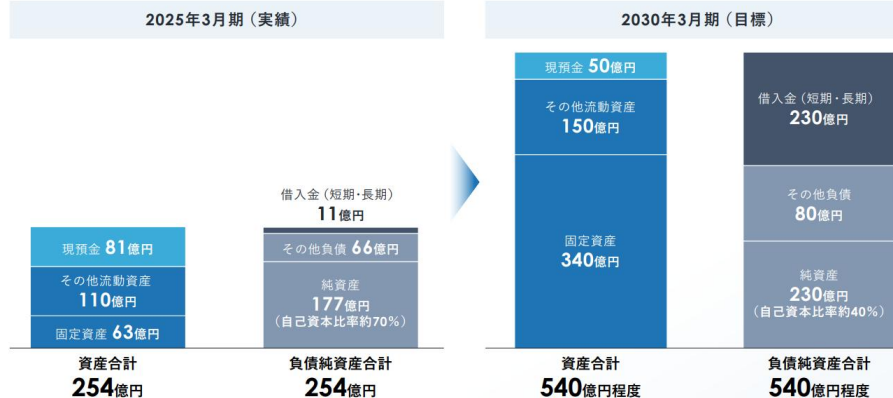 2025年3月期（実績）
現預金 81億円
その他流動資産
110億円
固定資産 63億円
資産合計
254億円
借入金（短期・長期）
11億円
その他負債 66億円
純資産
177億円
（自己資本比率約70%）
負債純資産合計
254億円
2030年3月期（目標）
現預金 50億円
その他流動資産
150億円
固定資産
340億円
資産合計
540億円程度
借入金（短期・長期）
230億円
その他負債
80億円
純資産
230億円
（自己資本比率約40%）
負債純資産合計
540億円程度